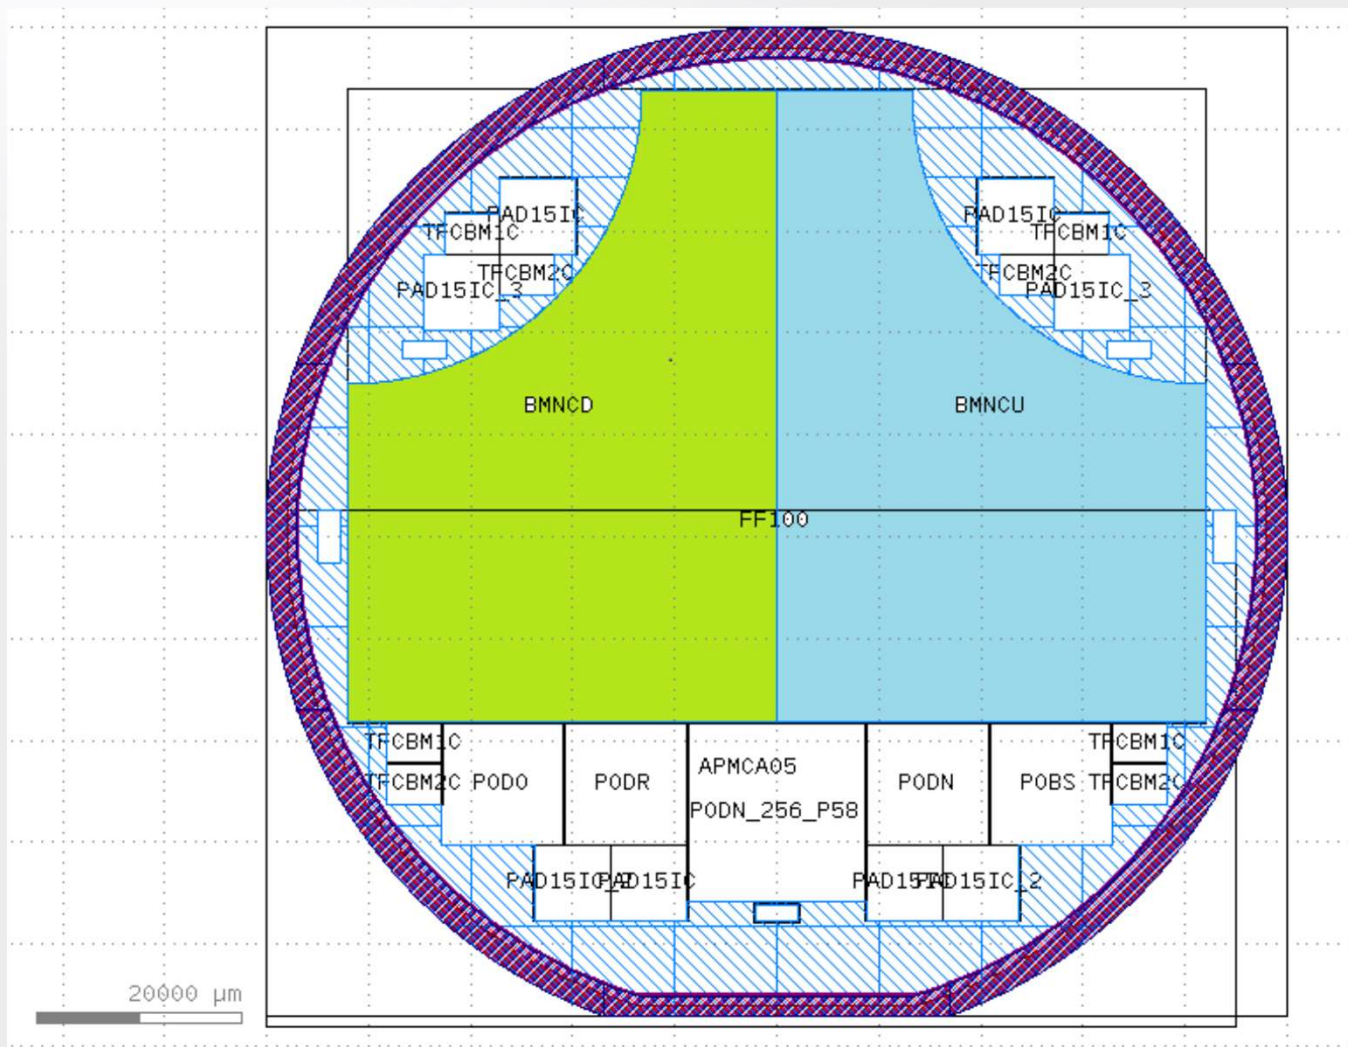 PAD15IC
PAD15IC
TFCBM1C
TFCBM1C
TFCBM2C
TFCBM2C
PAD15IC_3
PAD15IC_3
BMNCD
BMNCU
FF100
TFCBM1C
TFCBM1C
APMCA05
TFCBM2C
PODO
PODR
PODN
POBS
TFCBM2C
PODN_256_P58
PAD15IC_2
PAD15IC
PAD15IC
PAD15IC_2
20000 µm